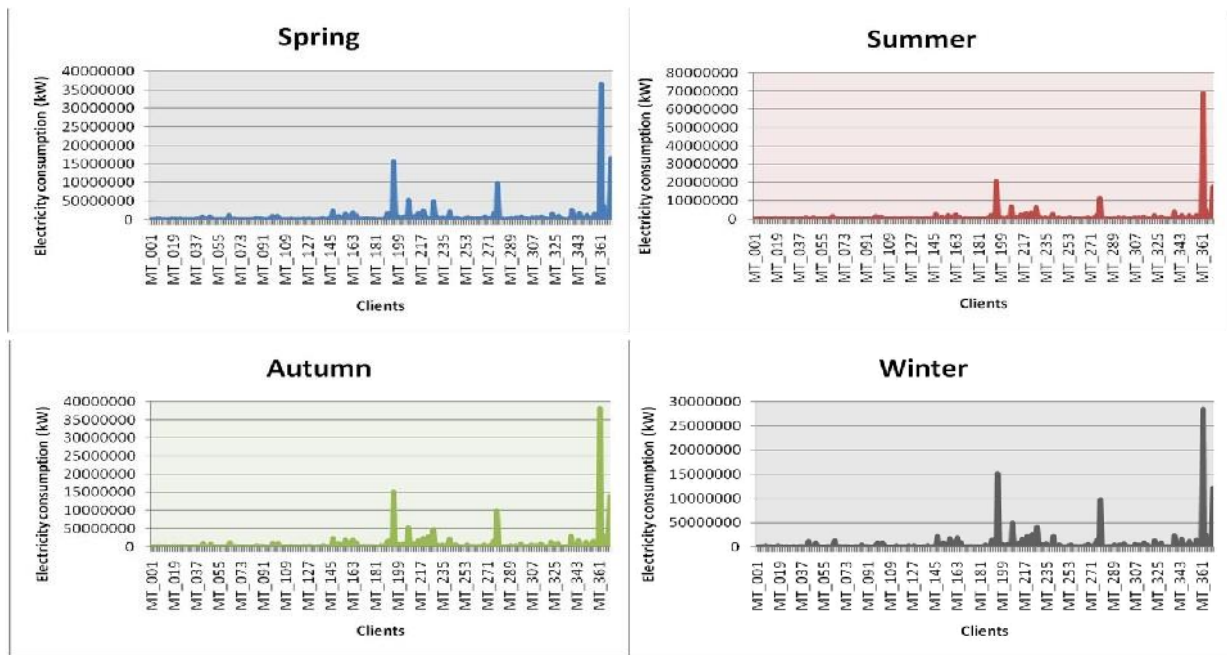 Spring
Electricity consumption (kW)
40000000
35000000
30000000
25000000
20000000
15000000
10000000
50000000
0
MT_001
MT_019
MT_037
MT_055
MT_073
MT_091
MT_109
MT_127
MT_145
MT_163
MT_181
MT_199
MT_217
MT_235
MT_253
MT_271
MT_289
MT_307
MT_325
MT_343
MT_361
Clients
Summer
Electricity consumption (kW)
80000000
70000000
60000000
50000000
40000000
30000000
20000000
10000000
0
MT_001
MT_019
MT_037
MT_055
MT_073
MT_091
MT_109
MT_127
MT_145
MT_163
MT_181
MT_199
MT_217
MT_235
MT_253
MT_271
MT_289
MT_307
MT_325
MT_343
MT_361
Clients
Autumn
Electricity consumption (kW)
40000000
35000000
30000000
25000000
20000000
15000000
10000000
50000000
0
MT_001
MT_019
MT_037
MT_055
MT_073
MT_091
MT_109
MT_127
MT_145
MT_163
MT_181
MT_199
MT_217
MT_235
MT_253
MT_271
MT_289
MT_307
MT_325
MT_343
MT_361
Clients
Winter
Electricity consumption (kW)
30000000
25000000
20000000
15000000
10000000
50000000
0
MT_001
MT_019
MT_037
MT_055
MT_073
MT_091
MT_109
MT_127
MT_145
MT_163
MT_181
MT_199
MT_217
MT_235
MT_253
MT_271
MT_289
MT_307
MT_325
MT_343
MT_361
Clients